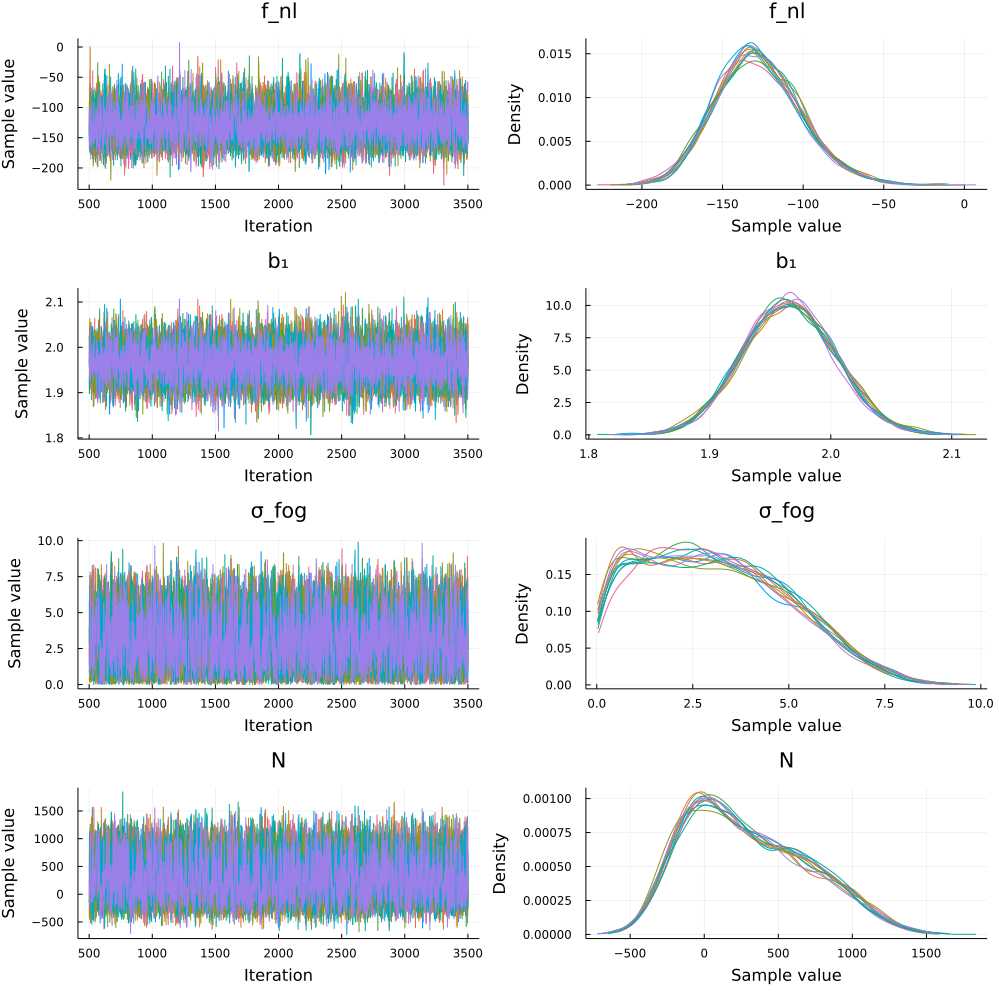 f_nl
f_nl
Sample value
0
−50
−100
−150
−200
500 1000 1500 2000 2500 3000 3500
Iteration
Density
0.015
0.010
0.005
0.000
−200 −150 −100 −50 0
Sample value
b₁
b₁
Sample value
2.1
2.0
1.9
1.8
500 1000 1500 2000 2500 3000 3500
Iteration
Density
10.0
7.5
5.0
2.5
0.0
1.8 1.9 2.0 2.1
Sample value
σ_fog
σ_fog
Sample value
10.0
7.5
5.0
2.5
0.0
500 1000 1500 2000 2500 3000 3500
Iteration
Density
0.15
0.10
0.05
0.00
0.0 2.5 5.0 7.5 10.0
Sample value
N
N
Sample value
1500
1000
500
0
−500
500 1000 1500 2000 2500 3000 3500
Iteration
Density
0.00100
0.00075
0.00050
0.00025
0.00000
−500 0 500 1000 1500
Sample value